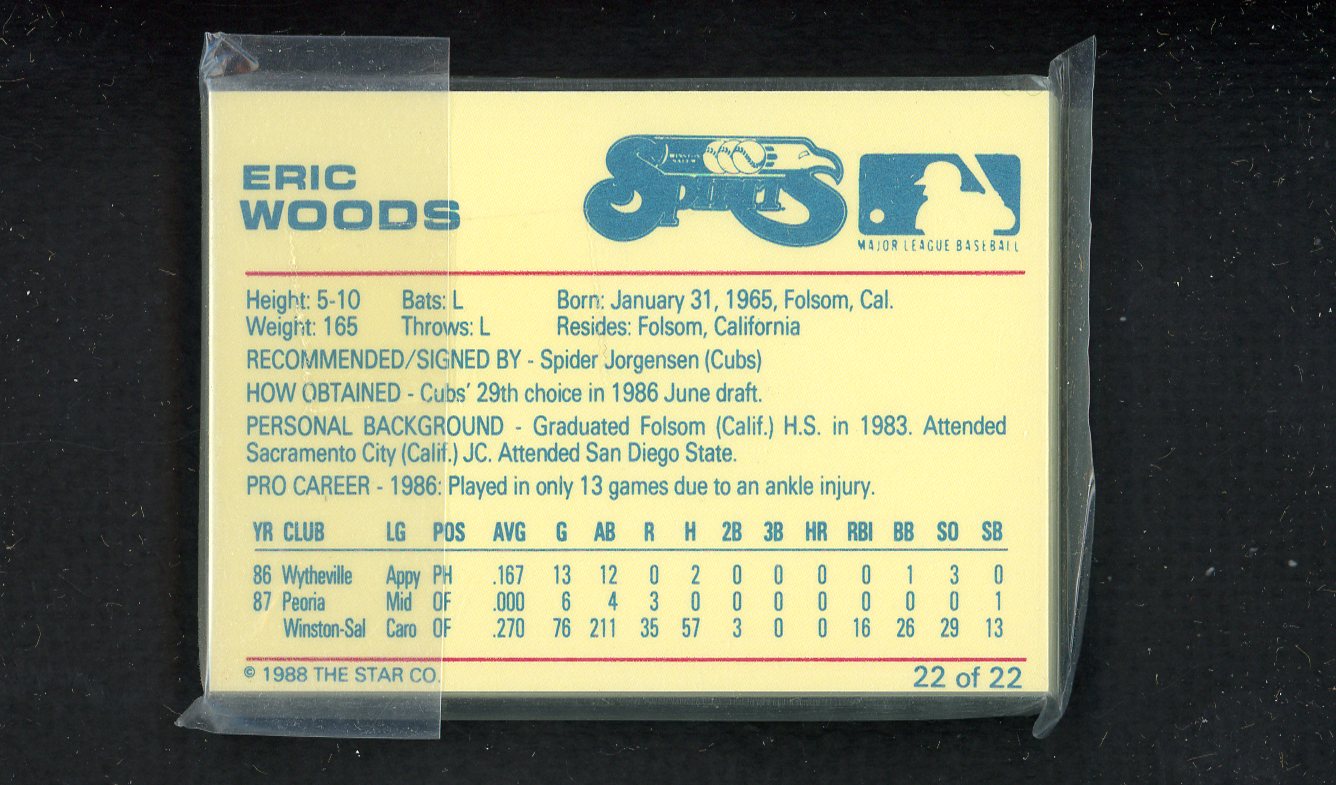 ERIC
WOODS
WINSTON
SALEM
SPIRITS
MAJOR LEAGUE BASEBALL
Height: 5-10 Bats: L Born: January 31, 1965, Folsom, Cal.
Weight: 165 Throws: L Resides: Folsom, California
RECOMMENDED/SIGNED BY - Spider Jorgensen (Cubs)
HOW OBTAINED - Cubs' 29th choice in 1986 June draft.
PERSONAL BACKGROUND - Graduated Folsom (Calif.) H.S. in 1983. Attended
Sacramento City (Calif.) JC. Attended San Diego State.
PRO CAREER - 1986: Played in only 13 games due to an ankle injury.
YR CLUB LG POS AVG G AB R H 2B 3B HR RBI BB SO SB
86 Wytheville Appy PH .167 13 12 0 2 0 0 0 0 1 3 0
87 Peoria Mid OF .000 6 4 3 0 0 0 0 0 0 0 1
Winston-Sal Caro OF .270 76 211 35 57 3 0 0 16 26 29 13
© 1988 THE STAR CO. 22 of 22